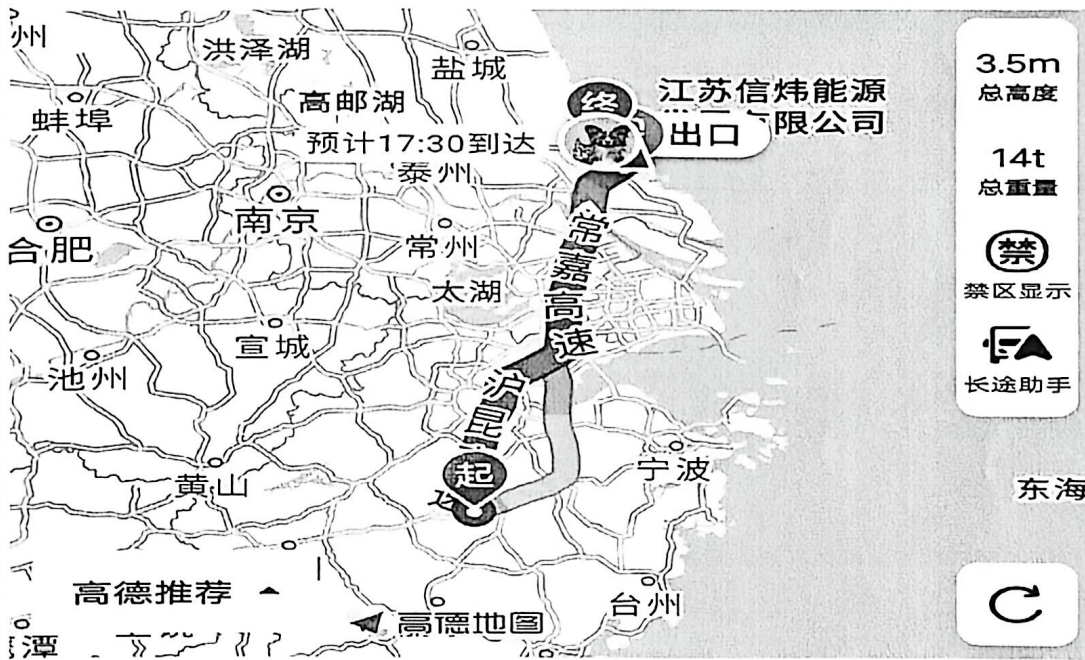 州
洪泽湖
盐城
3.5m
总高度
高邮湖
终
江苏信炜能源
有限公司
出口
蚌埠
预计17:30到达
泰州
14t
总重量
南京
合肥
常州
常嘉高速
禁
禁区显示
太湖
宣城
池州
沪昆
长途助手
起
宁波
黄山
东海
高德推荐
高德地图
台州
潭